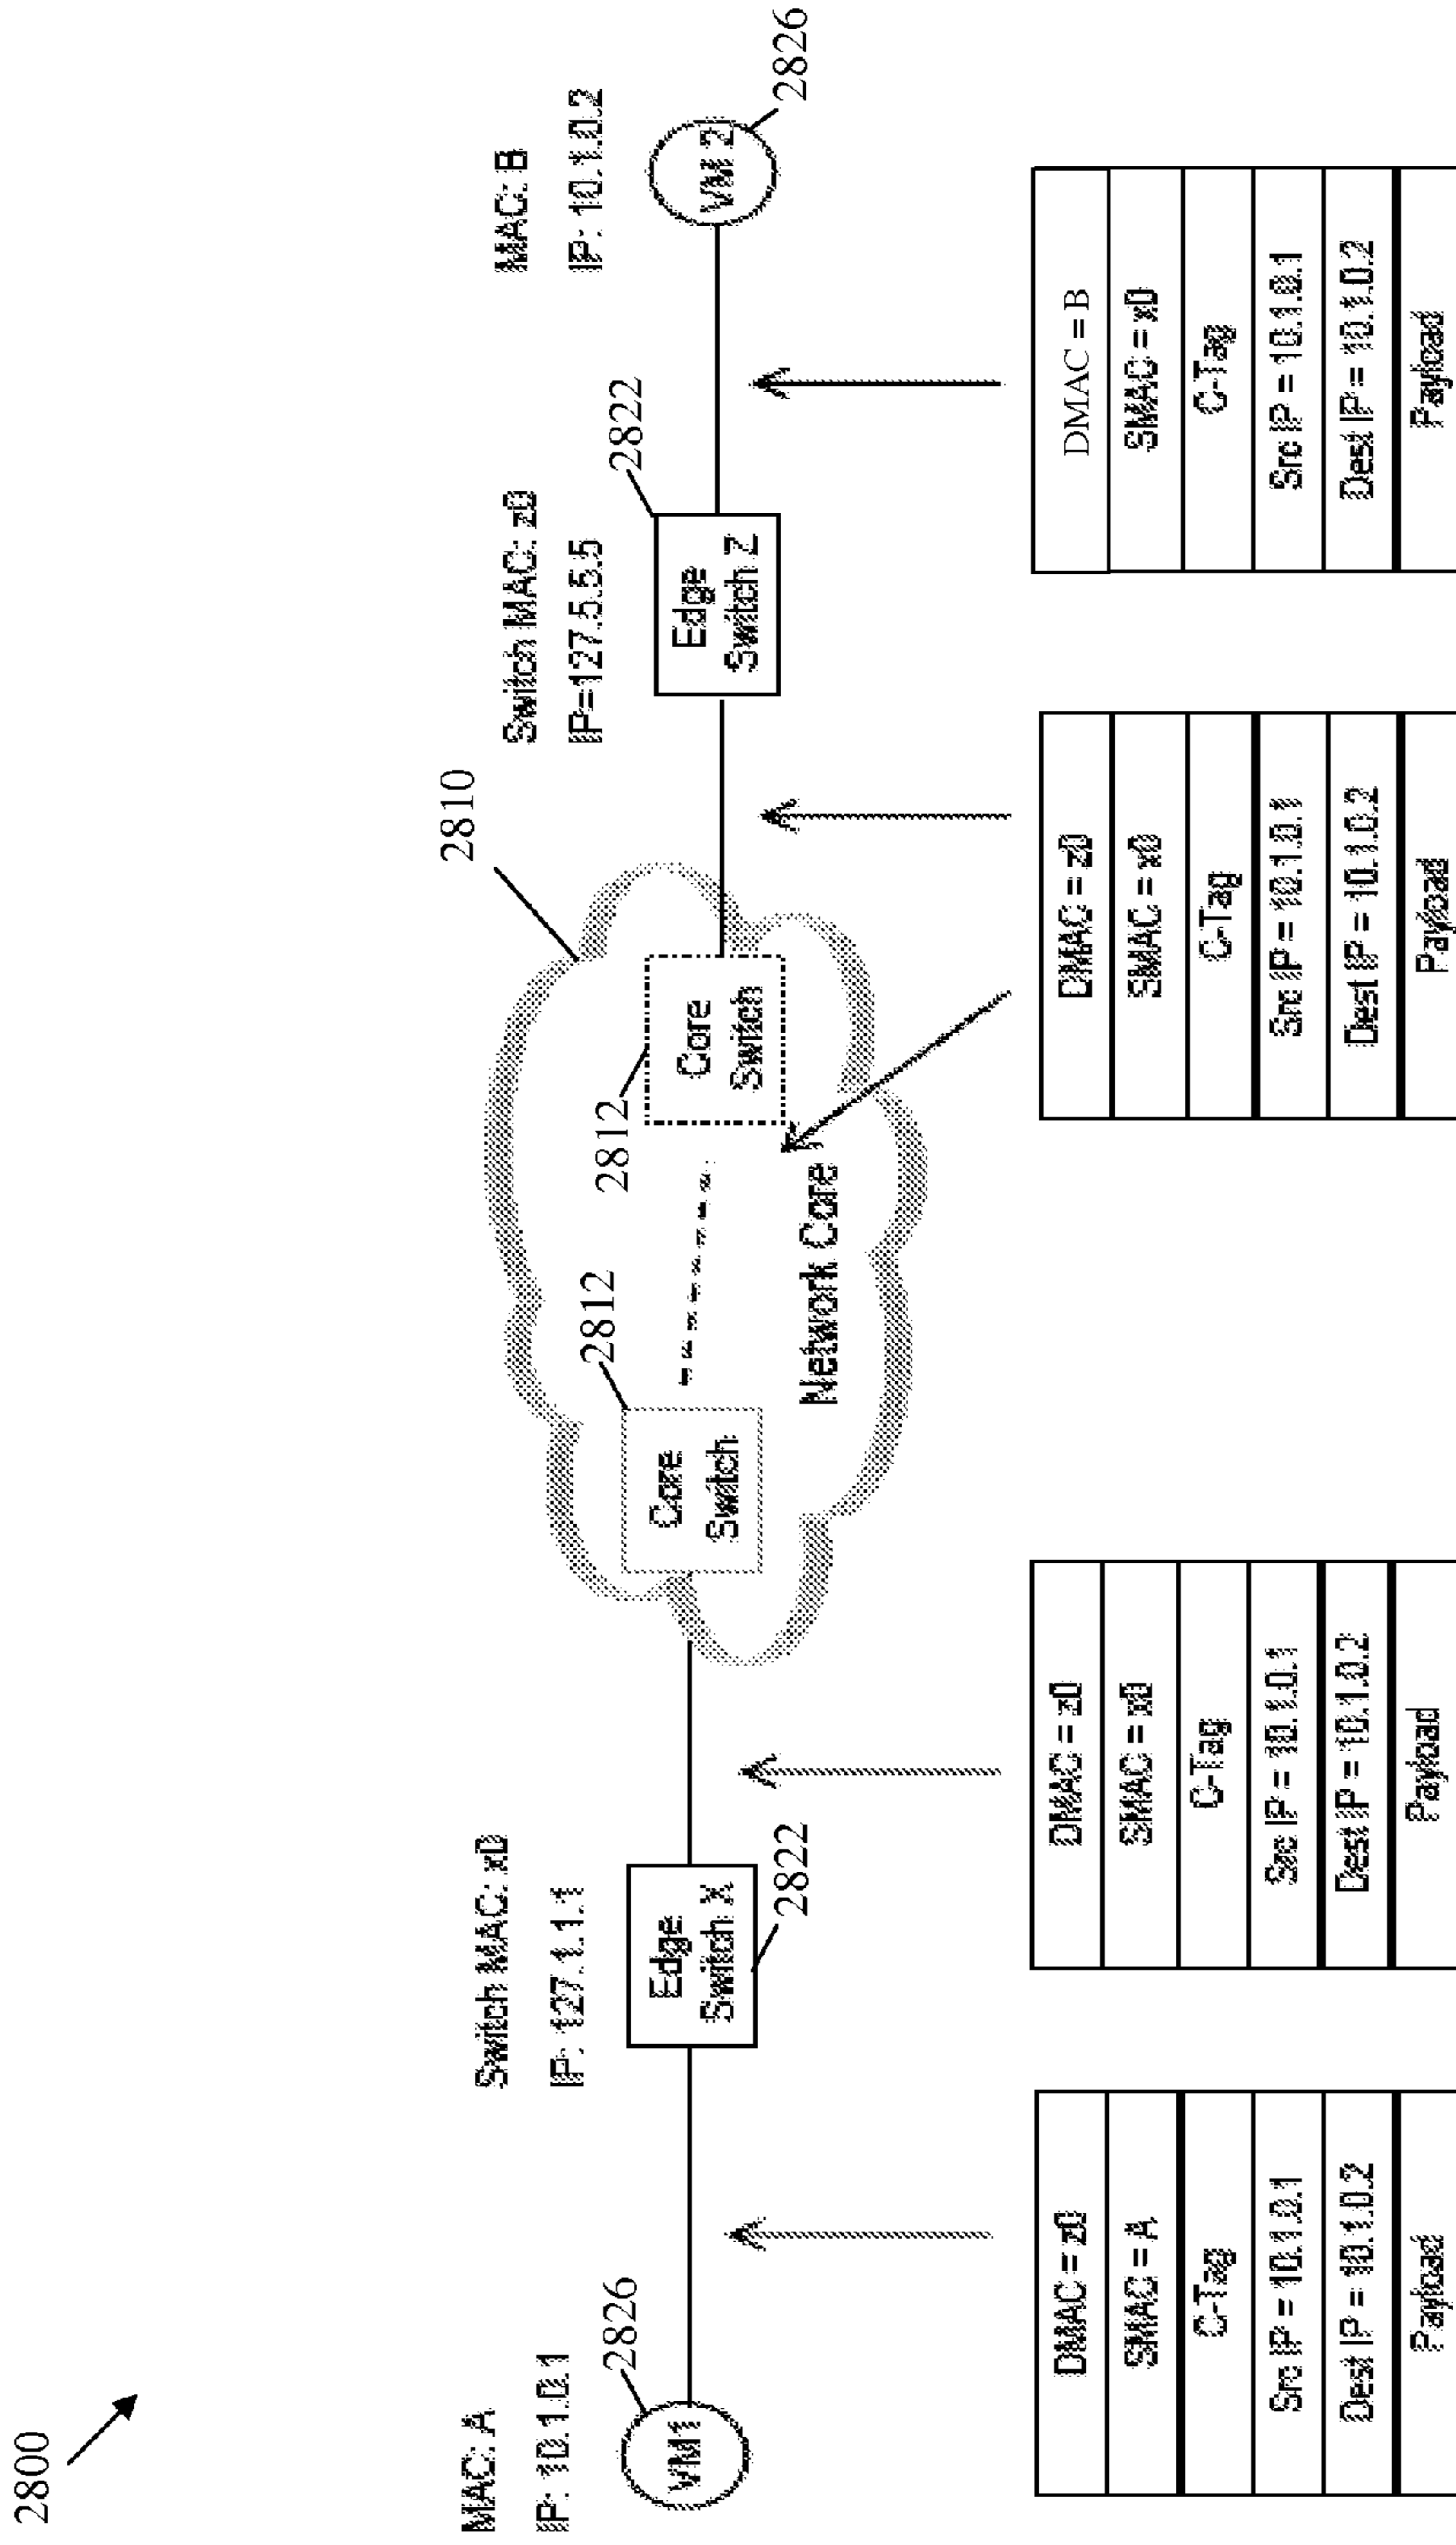 2800
MAC: A
IP: 10.1.0.1
2826
VM1
Switch MAC: x0
IP: 127.1.1.1
Edge
Switch X
2822
2810
2812
Core
Switch
2812
Core
Switch
Network Core
Switch MAC: z0
IP=127.5.5.5
2822
Edge
Switch Z
MAC: B
IP: 10.1.0.2
VM 2
2826
DMAC = z0
SMAC = A
C-Tag
Src IP = 10.1.0.1
Dest IP = 10.1.0.2
Payload
DMAC = z0
SMAC = x0
C-Tag
Src IP = 10.1.0.1
Dest IP = 10.1.0.2
Payload
DMAC = z0
SMAC = x0
C-Tag
Src IP = 10.1.0.1
Dest IP = 10.1.0.2
Payload
DMAC = B
SMAC = x0
C-Tag
Src IP = 10.1.0.1
Dest IP = 10.1.0.2
Payload